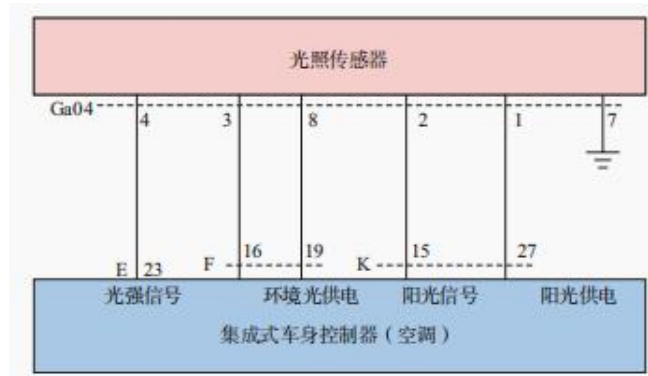 光照传感器
Ga04
4 3 8 2 1 7
16 19 15 27
E 23 F K
光强信号 环境光供电 阳光信号 阳光供电
集成式车身控制器(空调)